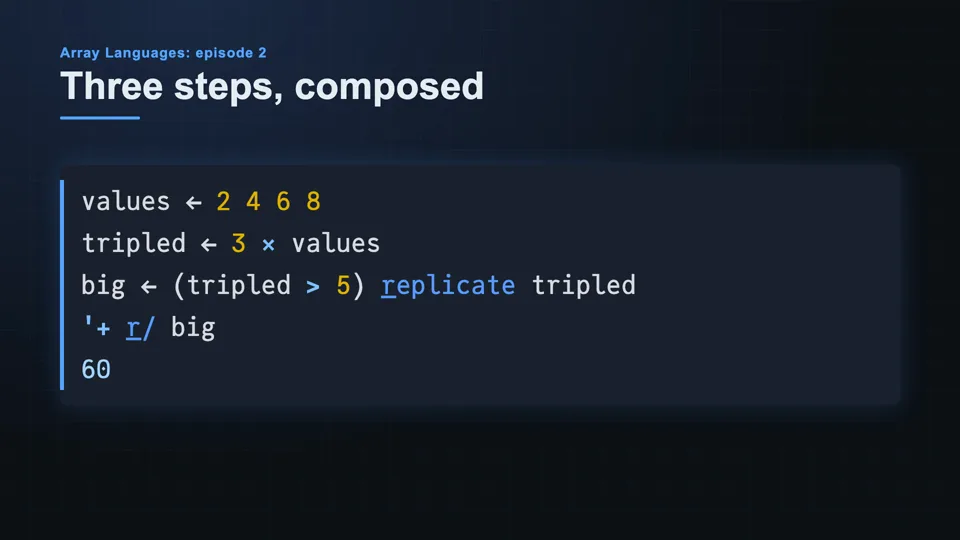 Array Languages: episode 2
Three steps, composed
values ← 2 4 6 8
tripled ← 3 × values
big ← (tripled > 5) replicate tripled
'+ r/ big
60